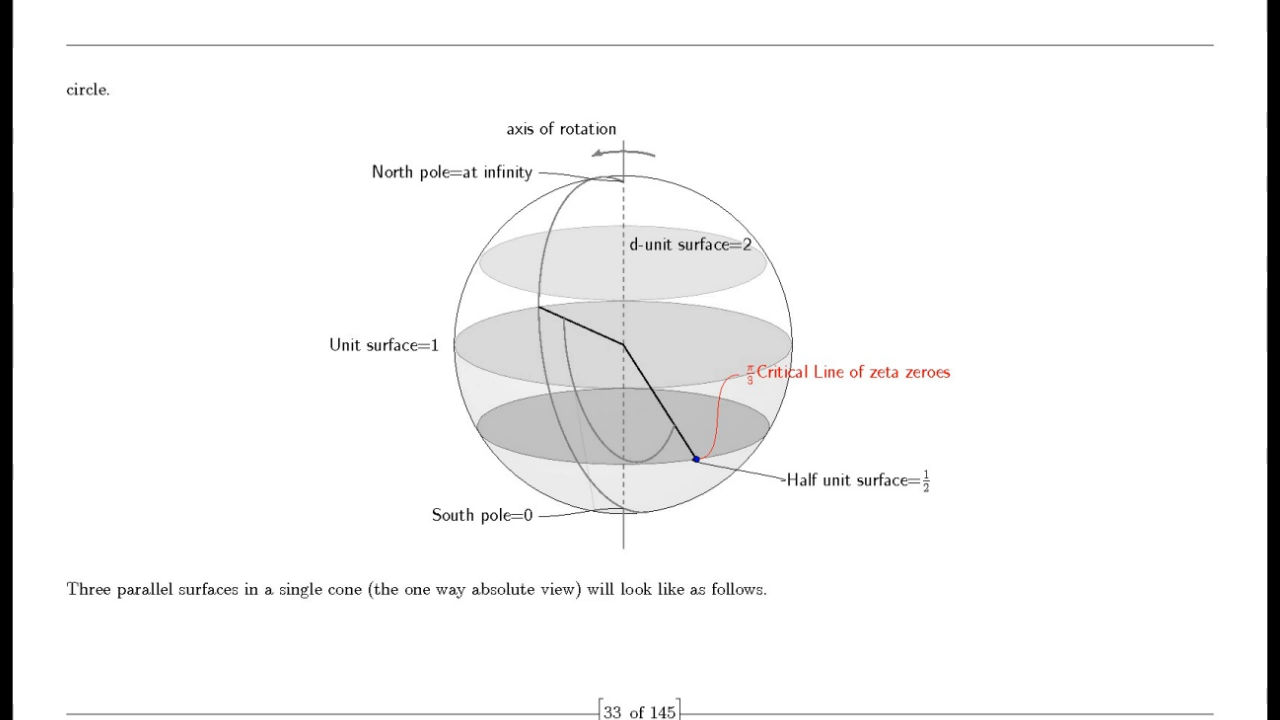 circle.
axis of rotation
North pole=at infinity
d-unit surface=2
Unit surface=1
π/3 Critical Line of zeta zeroes
Half unit surface=1/2
South pole=0
Three parallel surfaces in a single cone (the one way absolute view) will look like as follows.
[33 of 145]